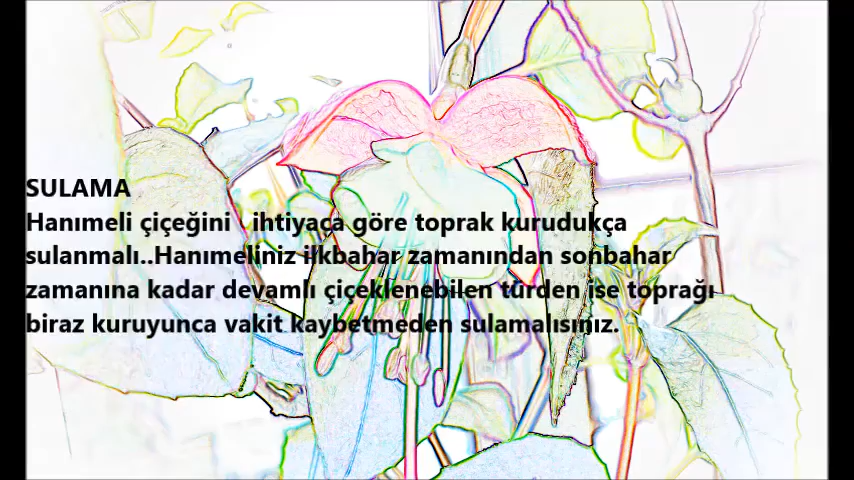 SULAMA
Hanımeli çiçeğini ihtiyaça göre toprak kurudukça
sulanmalı..Hanımeliniz ilkbahar zamanından sonbahar
zamanına kadar devamlı çiçeklenebilen türden ise toprağı
biraz kuruyunca vakit kaybetmeden sulamalısınız.